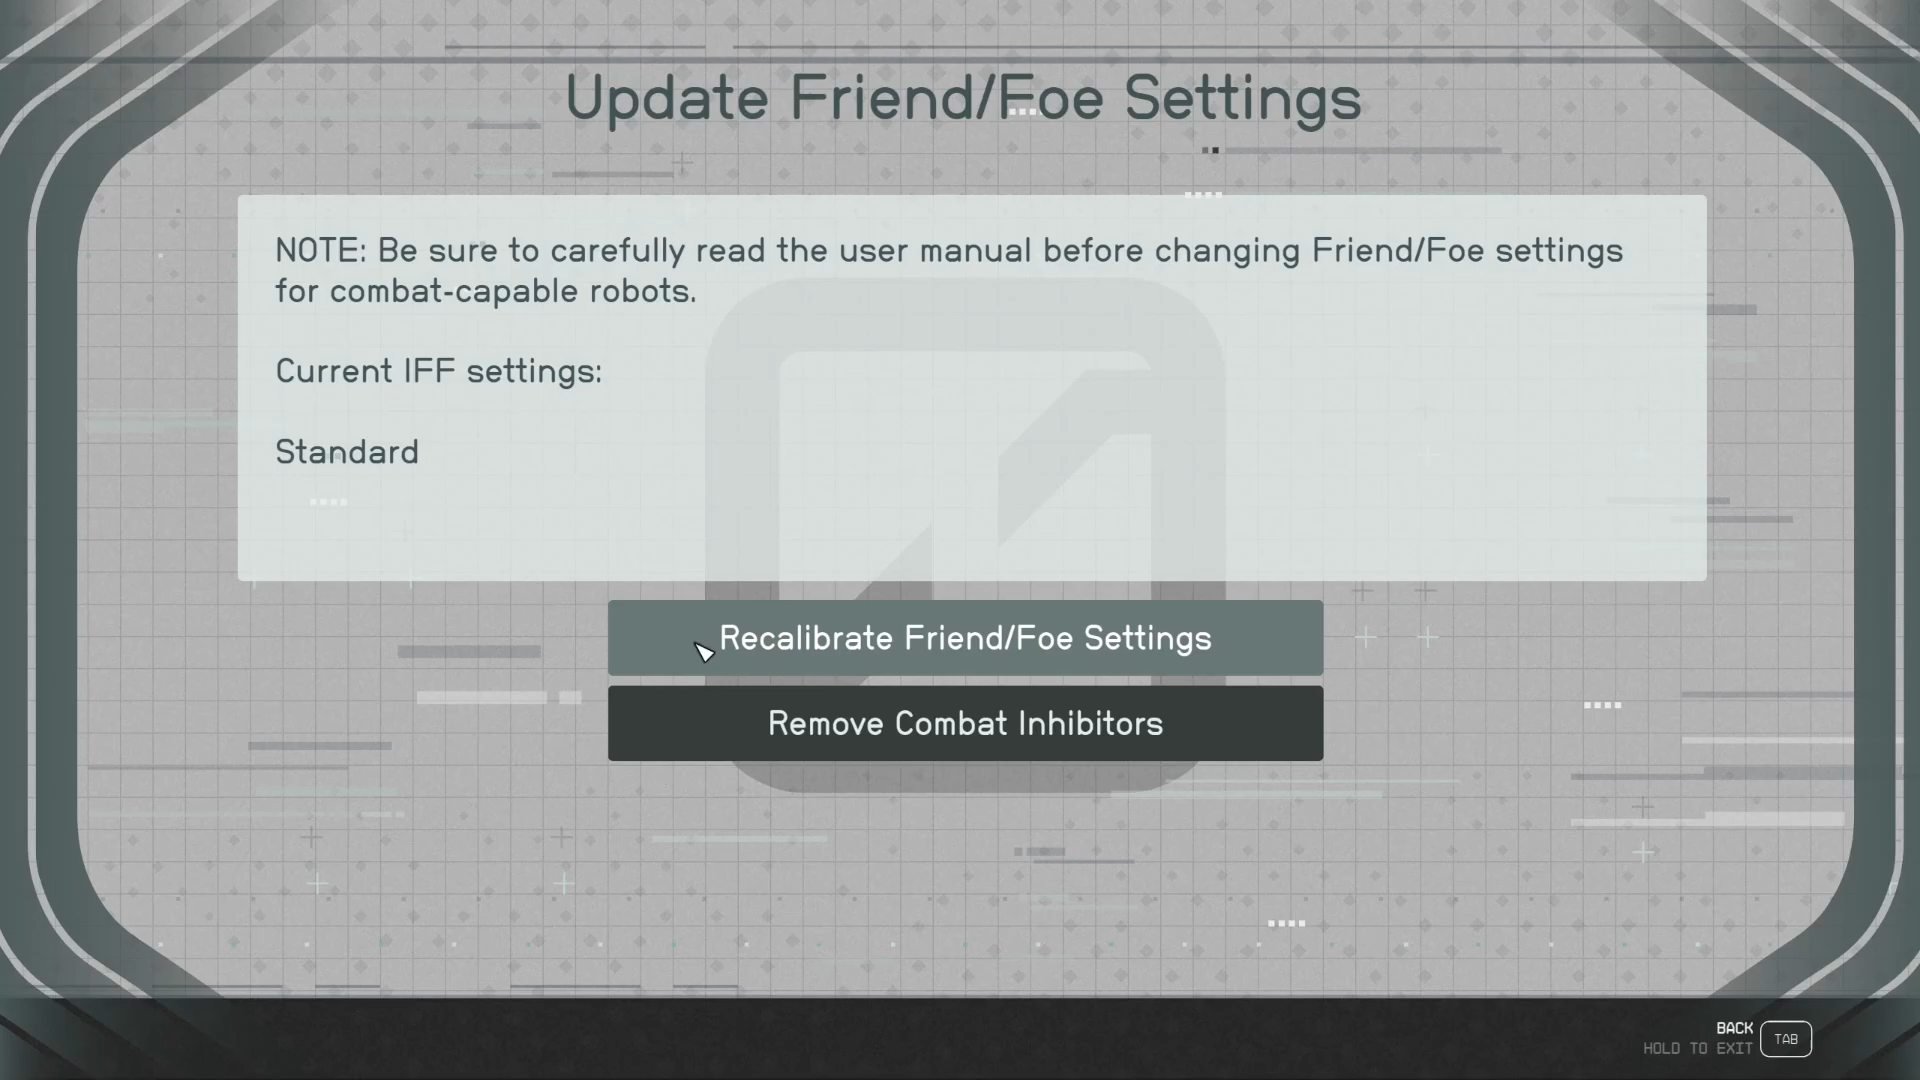 Update Friend/Foe Settings
NOTE: Be sure to carefully read the user manual before changing Friend/Foe settings
for combat-capable robots.
Current IFF settings:
Standard
Recalibrate Friend/Foe Settings
Remove Combat Inhibitors
BACK
HOLD TO EXIT
TAB